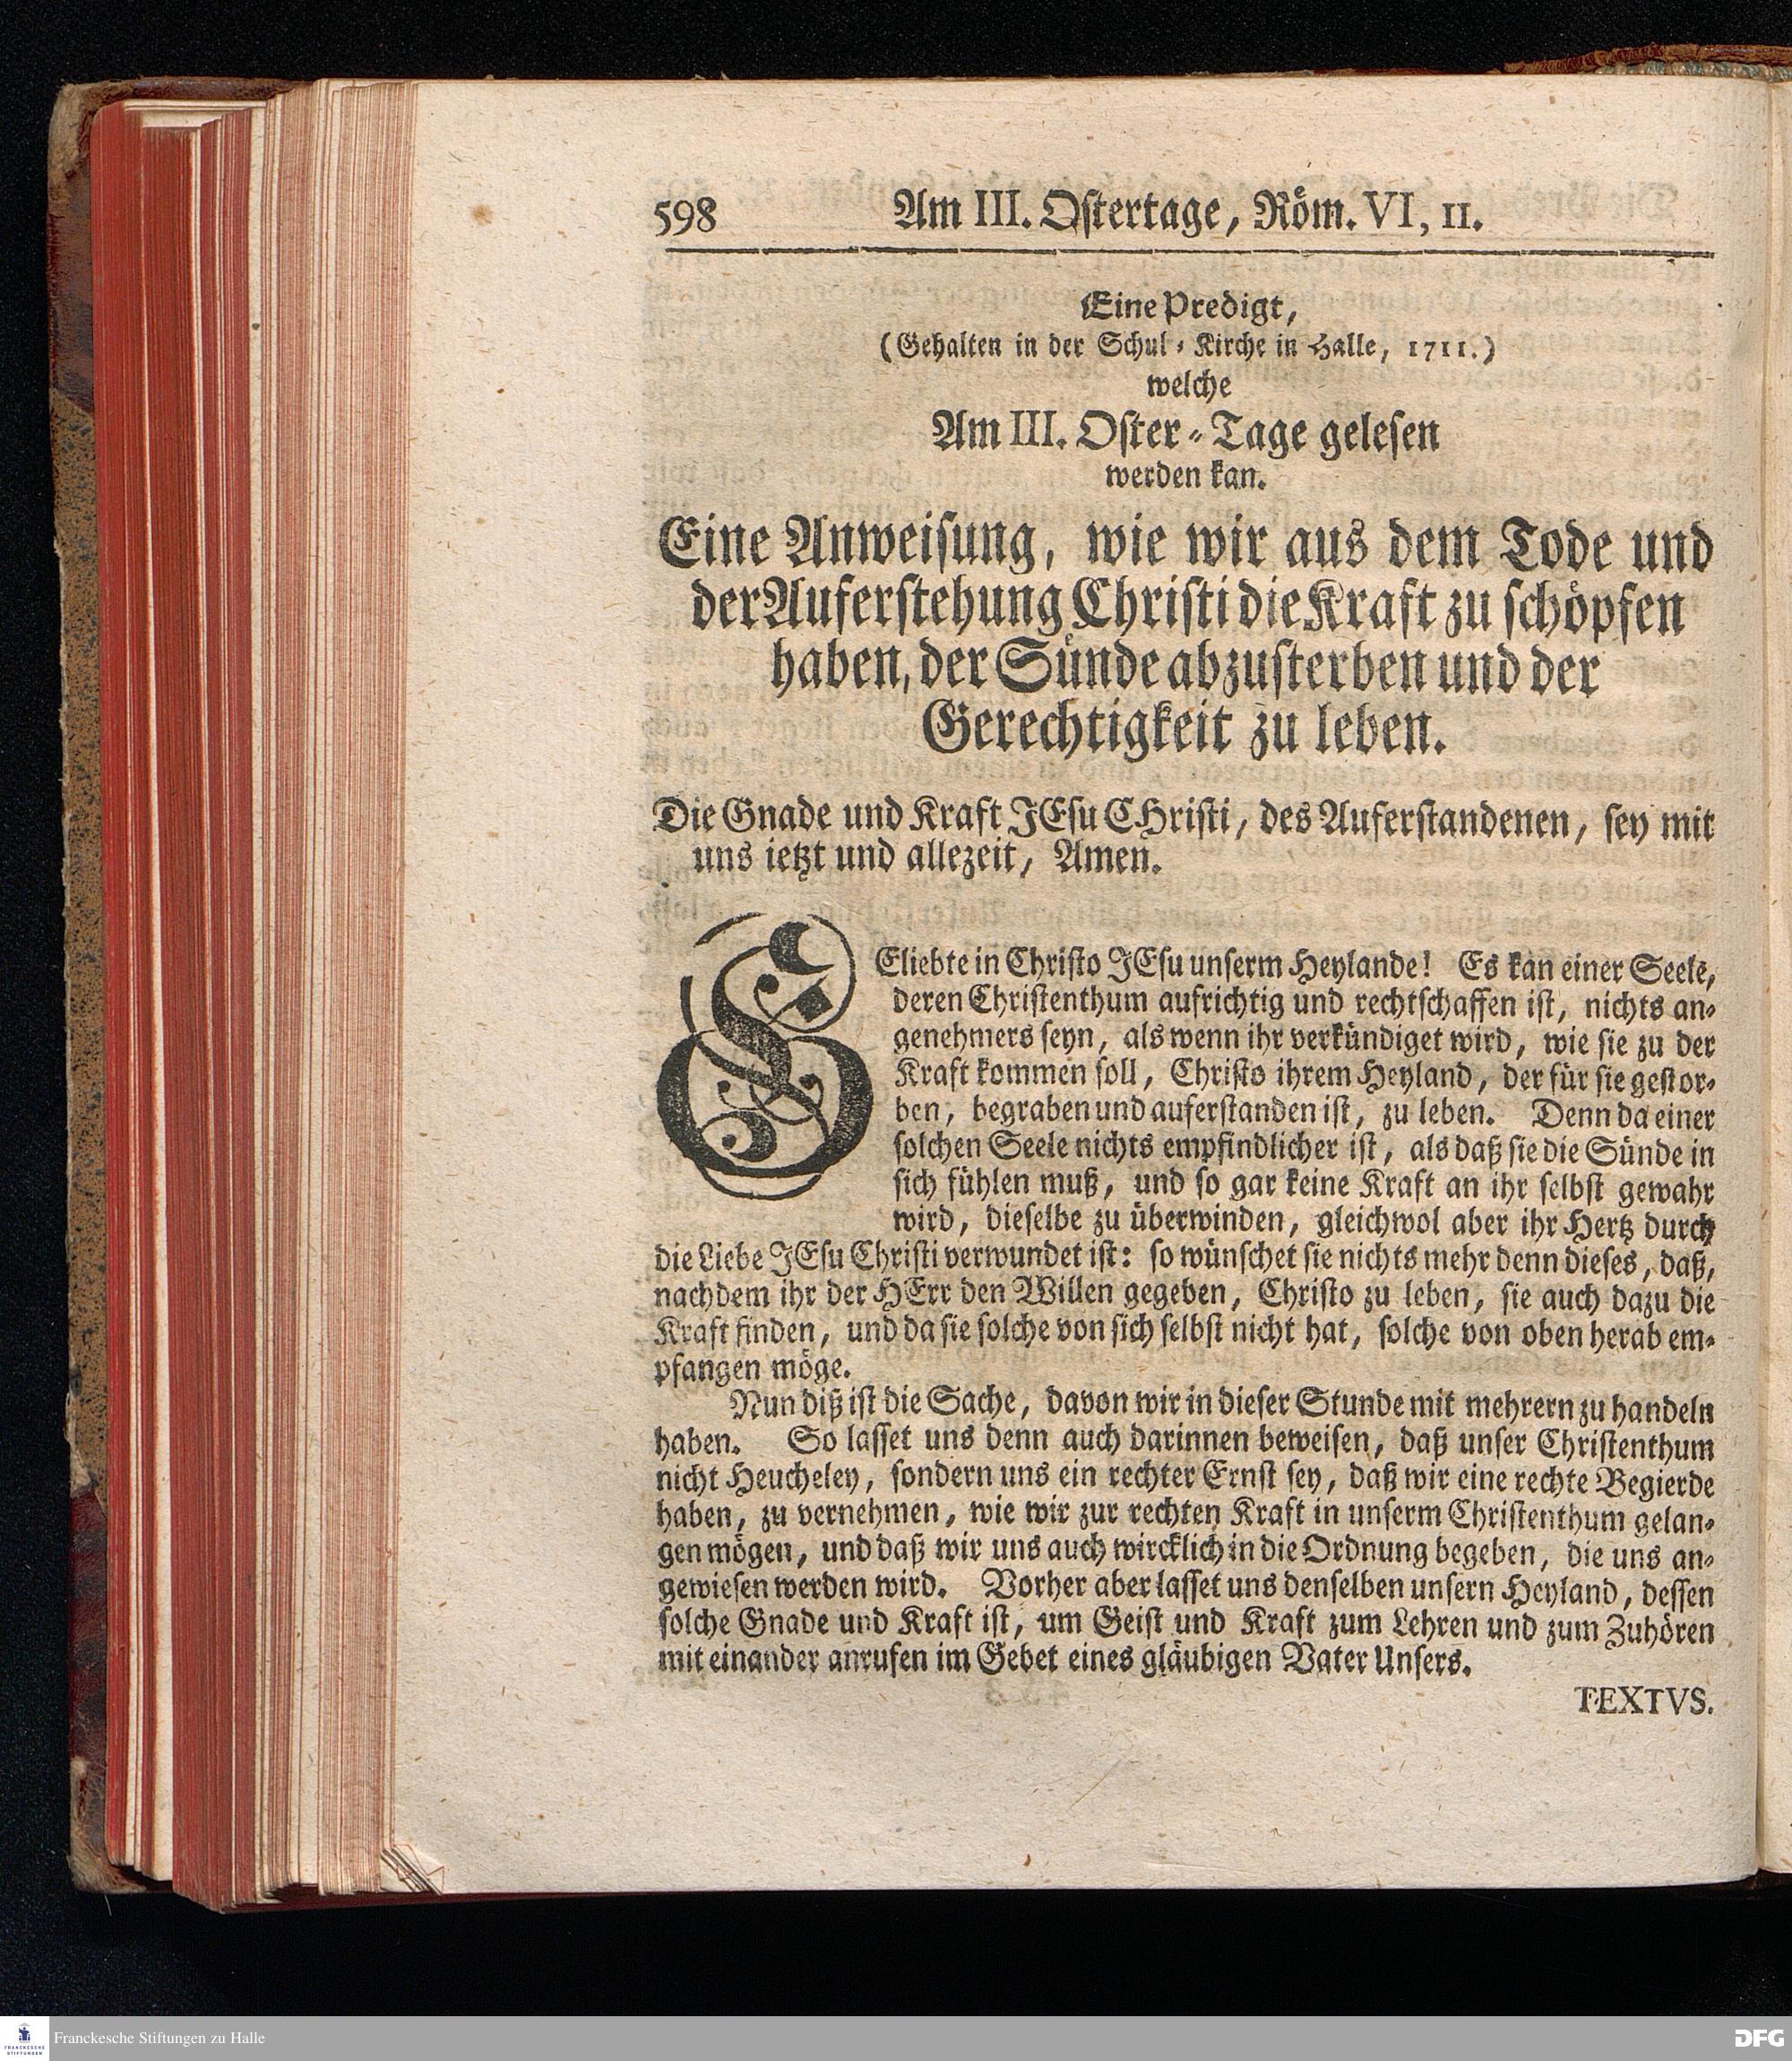 598 Am III. Ostertage, Röm. VI, 11.
Eine Predigt,
(Gehalten in der Schul-Kirche in Halle, 1711.)
welche
Am III. Oster-Tage gelesen
werden kan.
Eine Anweisung, wie wir aus dem Tode und
der Auferstehung Christi die Kraft zu schöpfen
haben, der Sünde abzusterben und der
Gerechtigkeit zu leben.
Die Gnade und Kraft JEsu CHristi, des Auferstandenen, sey mit
uns ietzt und allezeit, Amen.
GEliebte in Christo JEsu unserm Heylande! Es kan einer Seele,
deren Christenthum aufrichtig und rechtschaffen ist, nichts an-
genehmers seyn, als wenn ihr verkündiget wird, wie sie zu der
Kraft kommen soll, Christo ihrem Heyland, der für sie gestor-
ben, begraben und auferstanden ist, zu leben. Denn da einer
solchen Seele nichts empfindlicher ist, als daß sie die Sünde in
sich fühlen muß, und so gar keine Kraft an ihr selbst gewahr
wird, dieselbe zu überwinden, gleichwol aber ihr Hertz durch
die Liebe JEsu Christi verwundet ist: so wünschet sie nichts mehr denn dieses, daß,
nachdem ihr der HErr den Willen gegeben, Christo zu leben, sie auch dazu die
Kraft finden, und da sie solche von sich selbst nicht hat, solche von oben herab em-
pfangen möge.
Nun diß ist die Sache, davon wir in dieser Stunde mit mehrern zu handeln
haben. So lasset uns denn auch darinnen beweisen, daß unser Christenthum
nicht Heucheley, sondern uns ein rechter Ernst sey, daß wir eine rechte Begierde
haben, zu vernehmen, wie wir zur rechten Kraft in unserm Christenthum gelan-
gen mögen, und daß wir uns auch wircklich in die Ordnung begeben, die uns an-
gewiesen werden wird. Vorher aber lasset uns denselben unsern Heyland, dessen
solche Gnade und Kraft ist, um Geist und Kraft zum Lehren und zum Zuhören
mit einander anrufen im Gebet eines gläubigen Vater Unsers.
TEXTVS.
FRANCKESCHE
STIFTUNGEN
Franckesche Stiftungen zu Halle
DFG